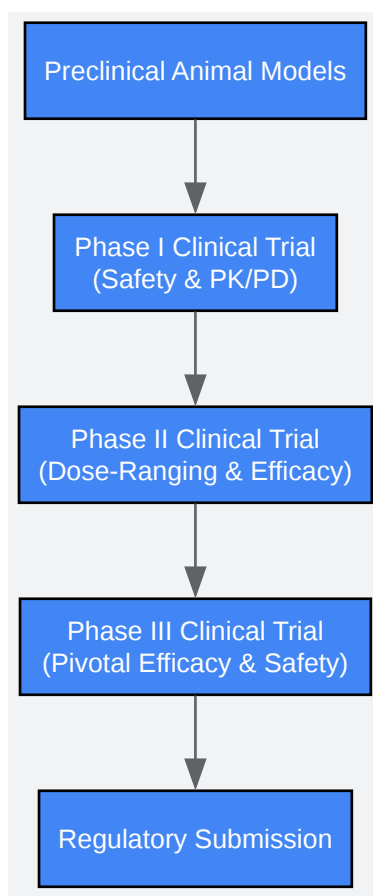 Preclinical Animal Models
Phase I Clinical Trial
(Safety & PK/PD)
Phase II Clinical Trial
(Dose-Ranging & Efficacy)
Phase III Clinical Trial
(Pivotal Efficacy & Safety)
Regulatory Submission